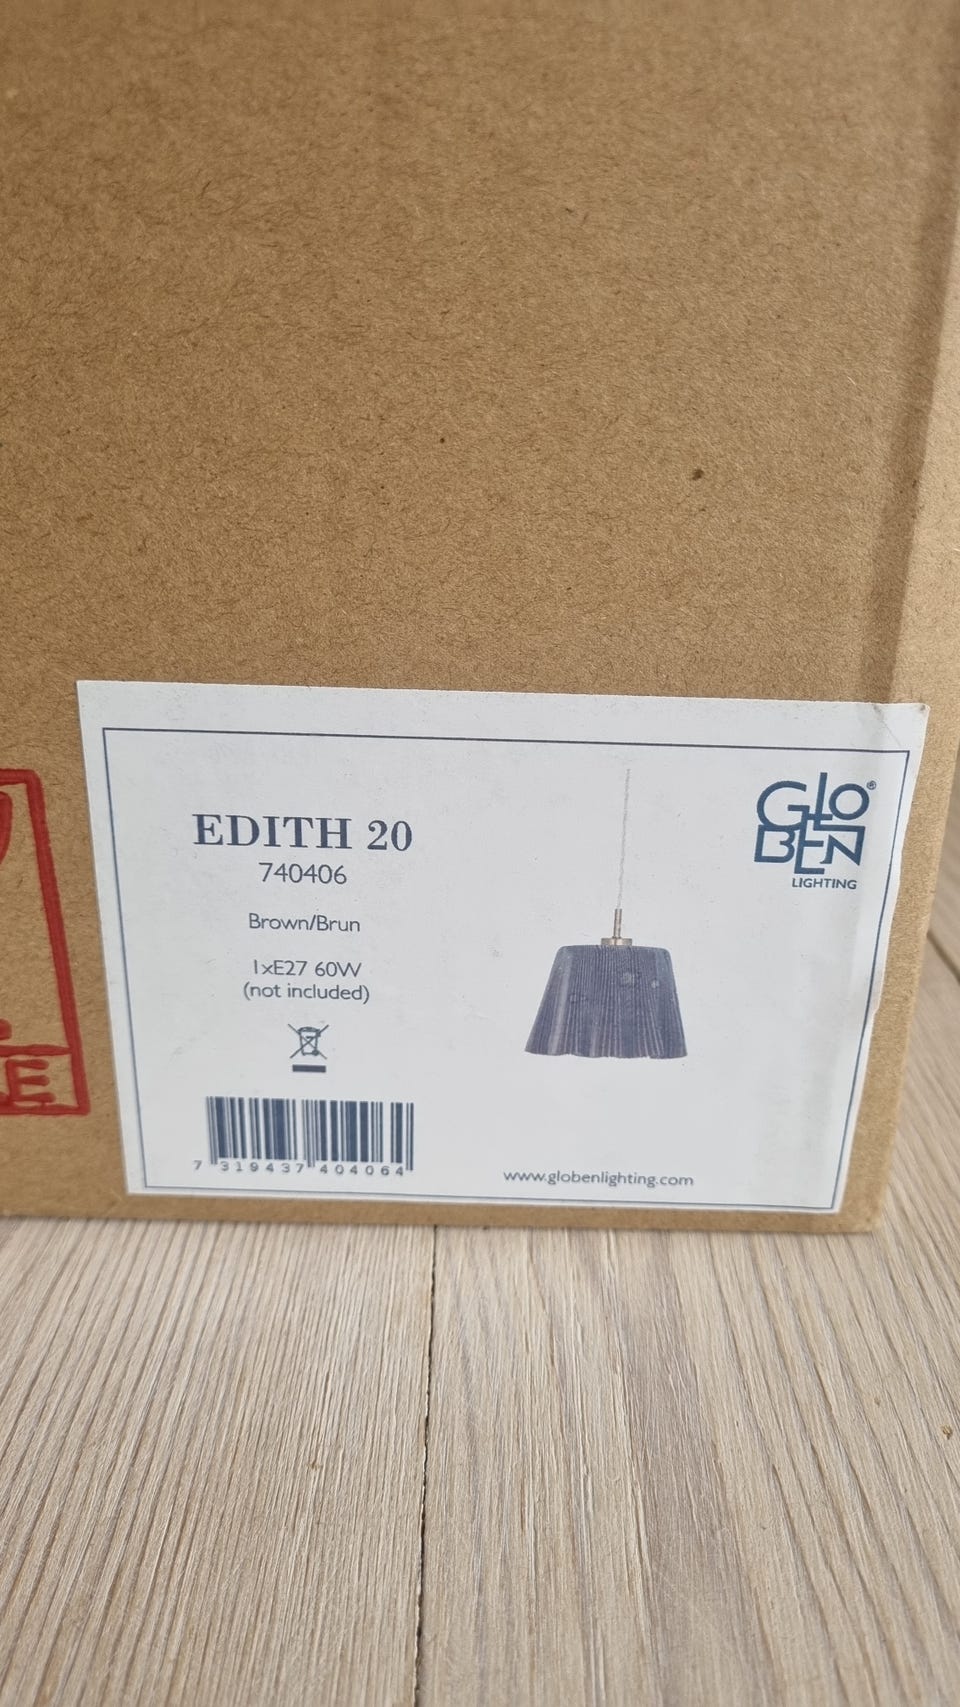 EDITH 20
740406
Brown/Brun
1xE27 60W
(not included)
7 319437 404064
GLO
BEN
®
LIGHTING
www.globenlighting.com
E